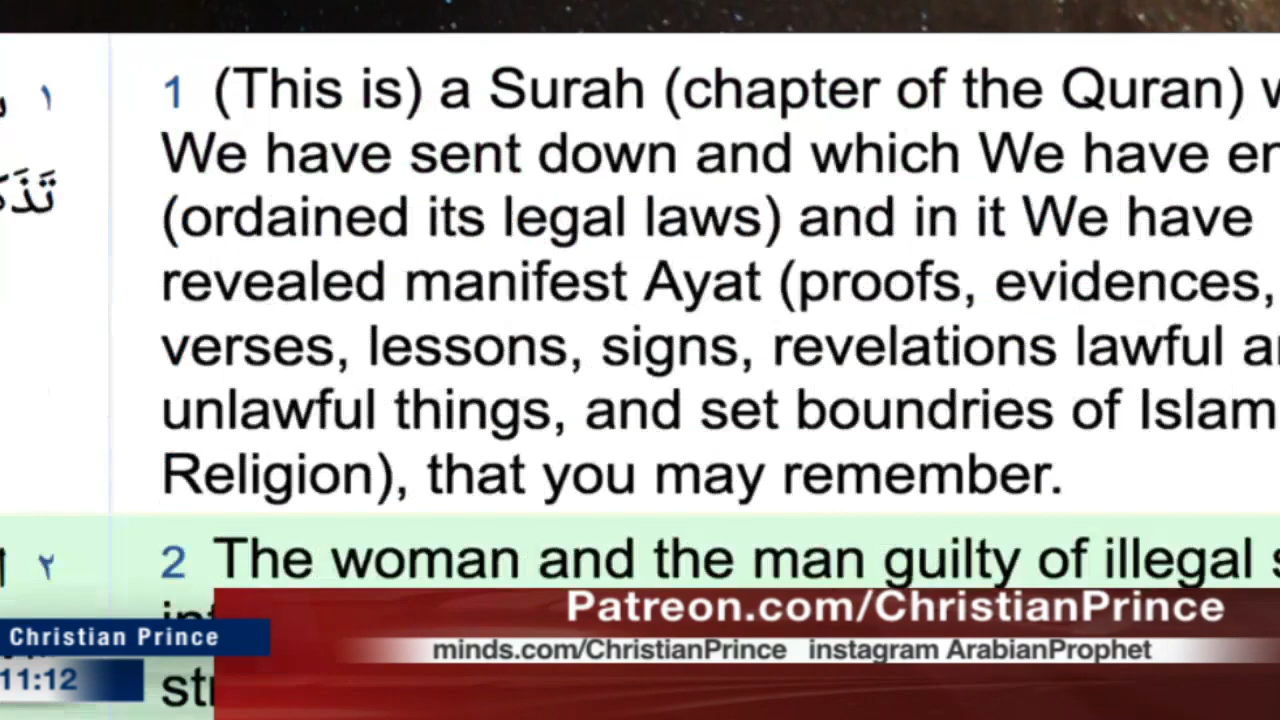 ١
1 (This is) a Surah (chapter of the Quran)
We have sent down and which We have
(ordained its legal laws) and in it We have
revealed manifest Ayat (proofs, evidences,
verses, lessons, signs, revelations lawful
unlawful things, and set boundries of Islam
Religion), that you may remember.
٢
2 The woman and the man guilty of illegal
Patreon.com/ChristianPrince
Christian Prince
minds.com/ChristianPrince instagram ArabianProphet
11:12